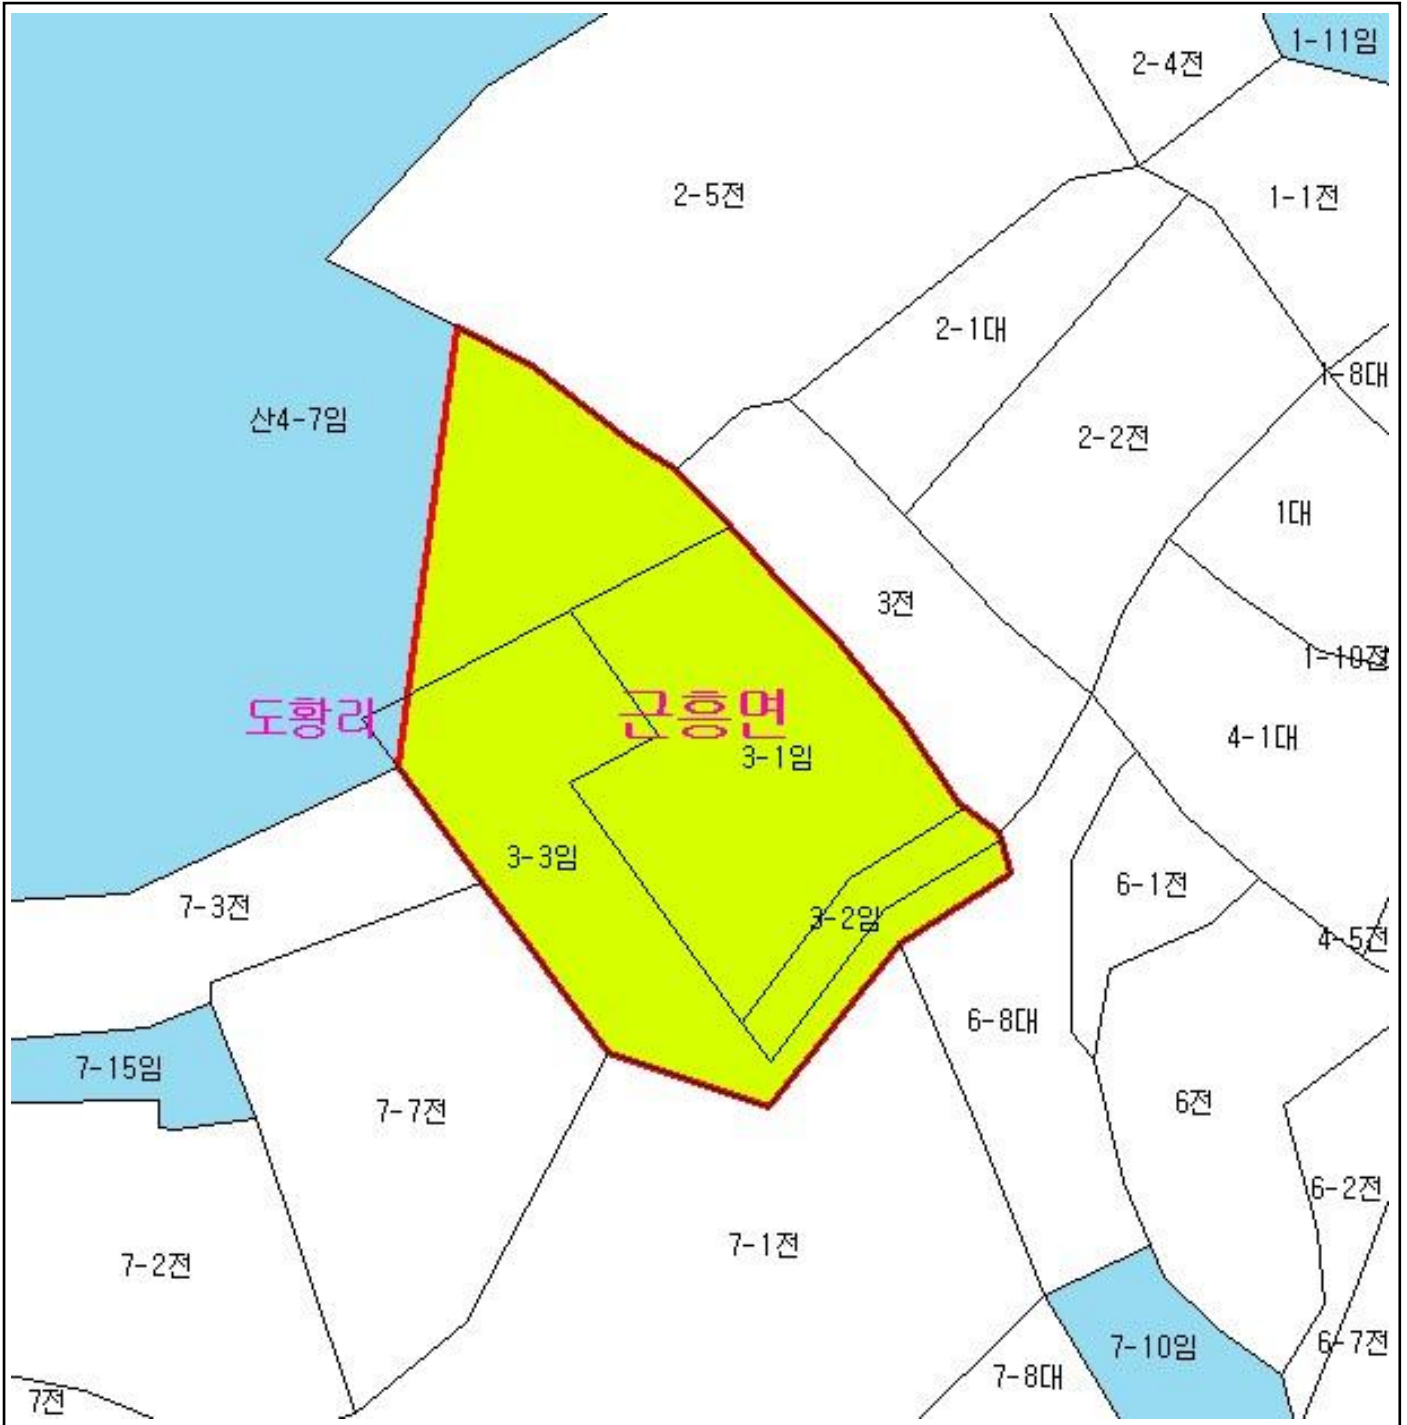 1-11임
2-4전
2-5전
1-1전
2-1대
1-8대
산4-7임
2-2전
1대
3전
1-10전
도황리
근흥면
4-1대
3-1임
3-3임
6-1전
7-3전
3-2임
4-5전
6-8대
7-15임
7-7전
6전
6-2전
7-1전
7-2전
7-10임
6-7전
7-8대
7전